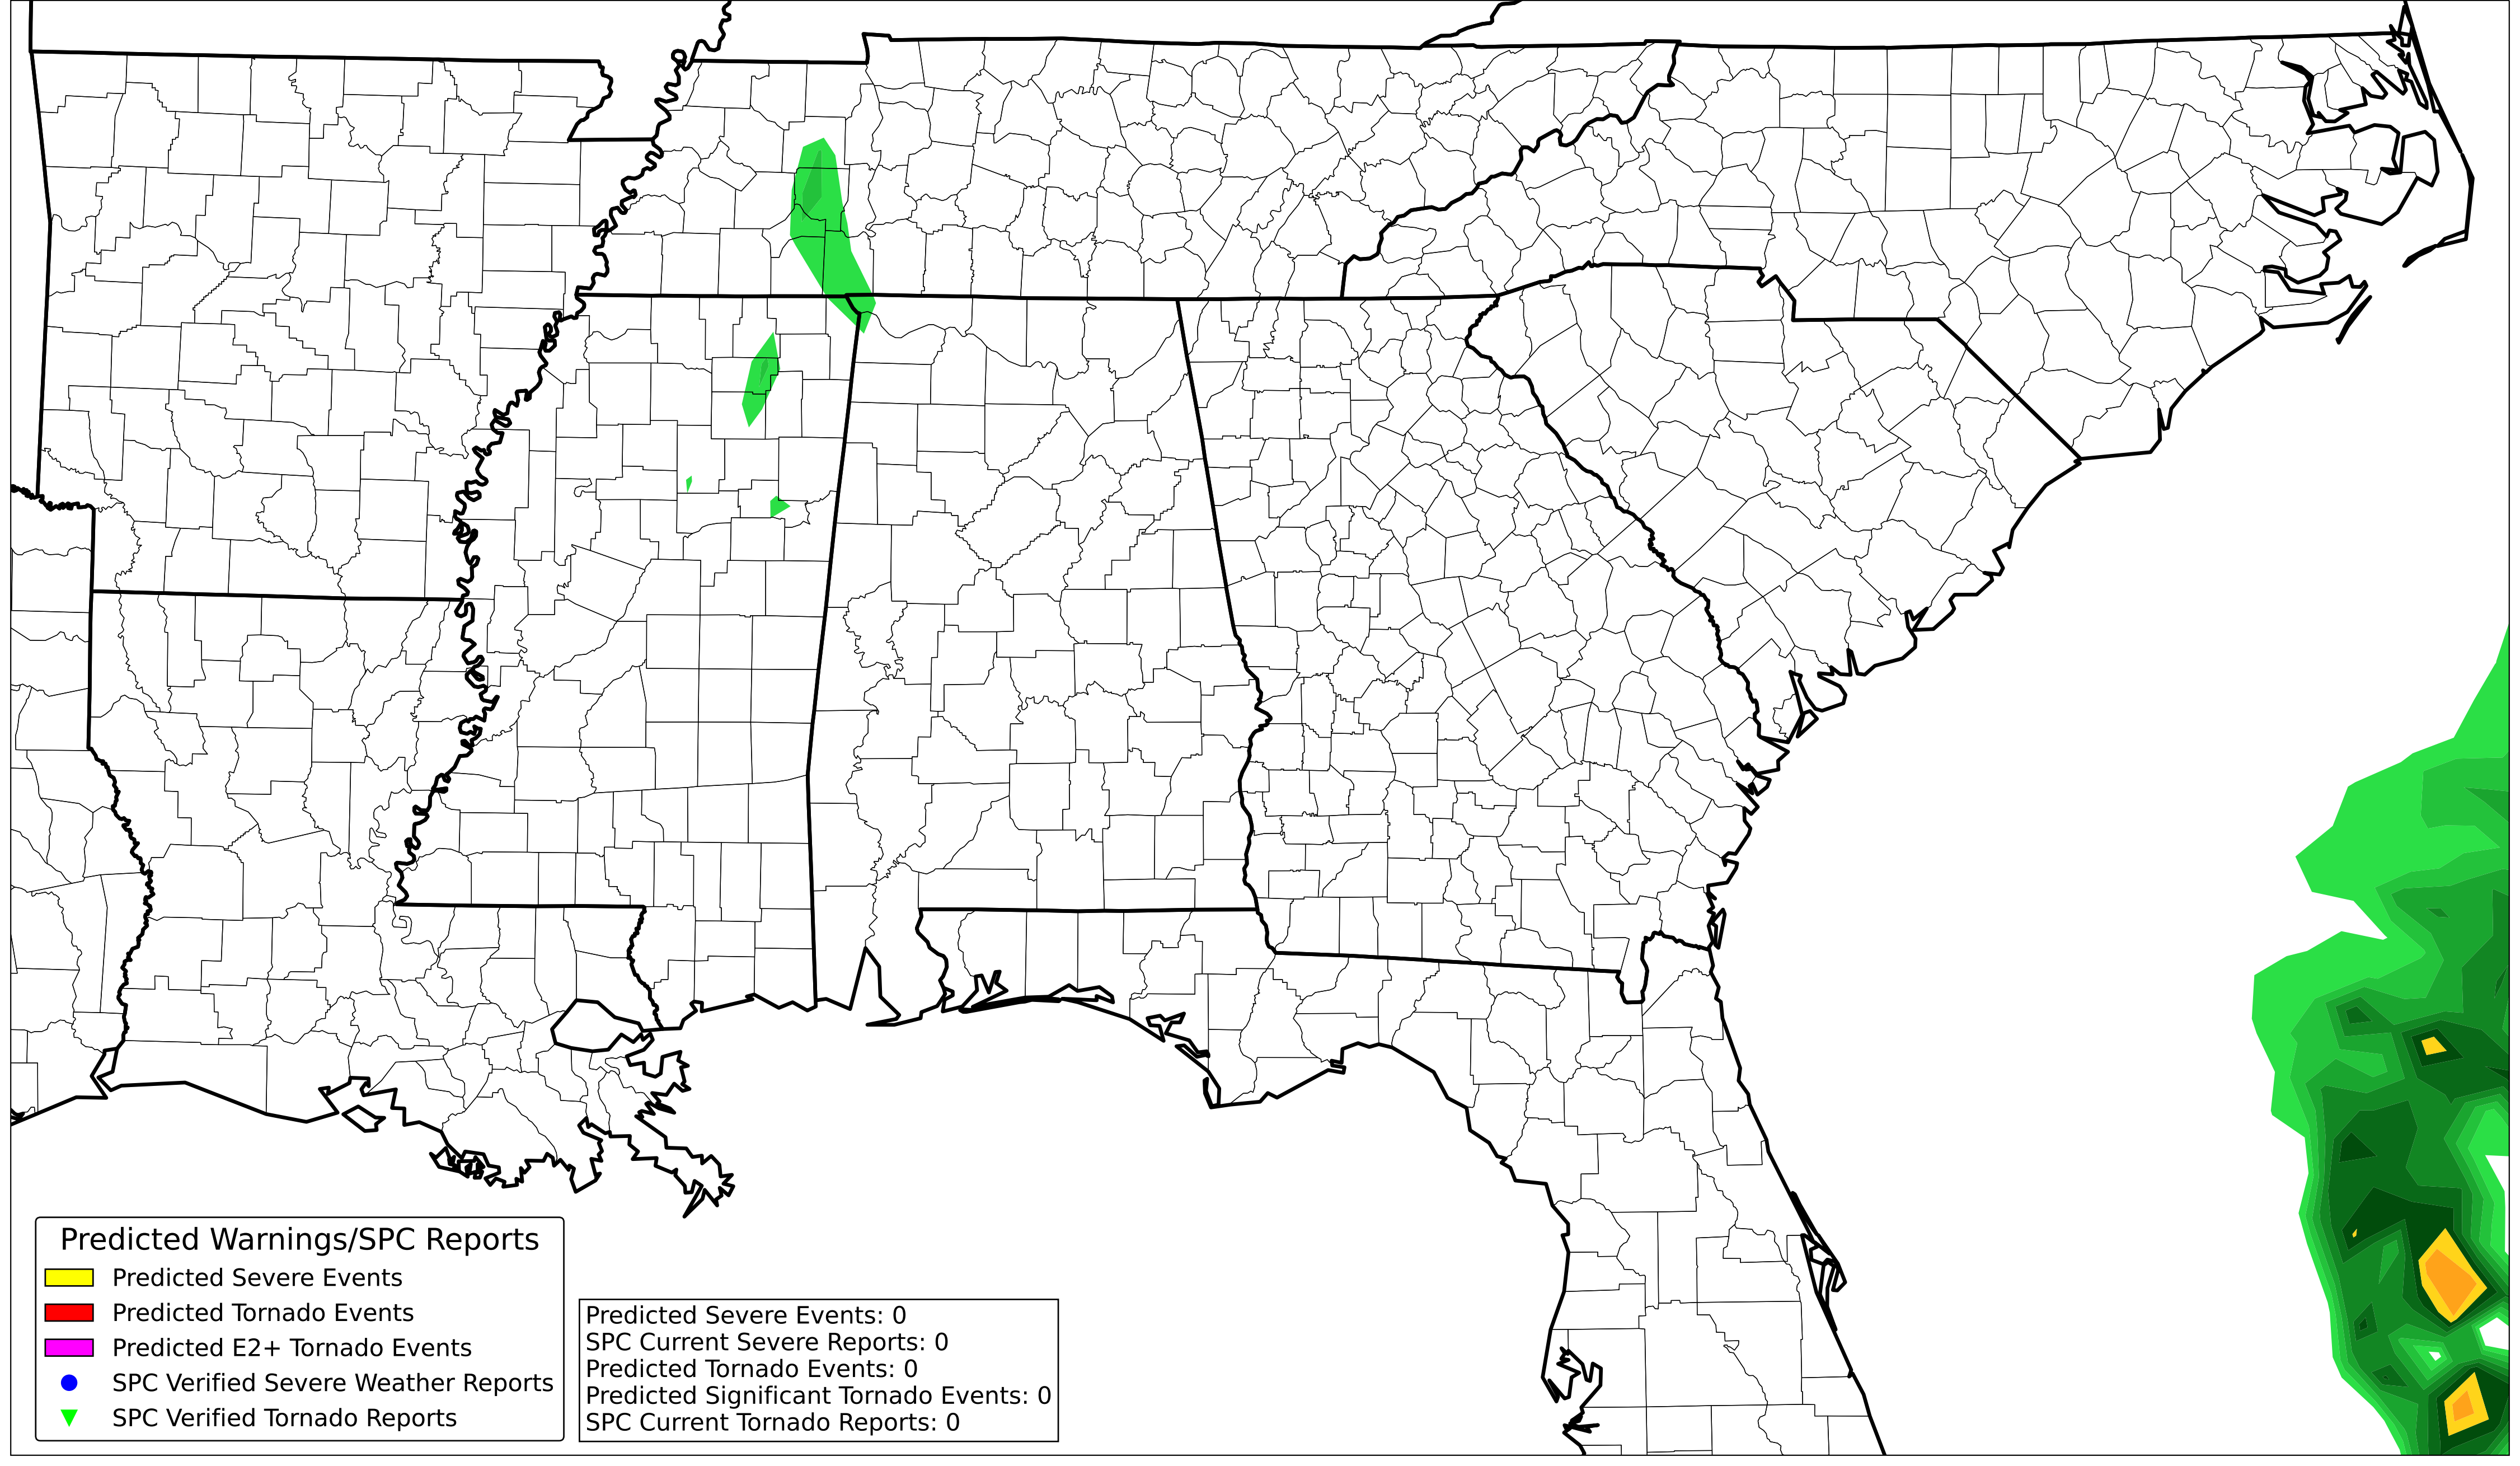 Predicted Warnings/SPC Reports
Predicted Severe Events
Predicted Tornado Events
Predicted E2+ Tornado Events
SPC Verified Severe Weather Reports
SPC Verified Tornado Reports
Predicted Severe Events: 0
SPC Current Severe Reports: 0
Predicted Tornado Events: 0
Predicted Significant Tornado Events: 0
SPC Current Tornado Reports: 0